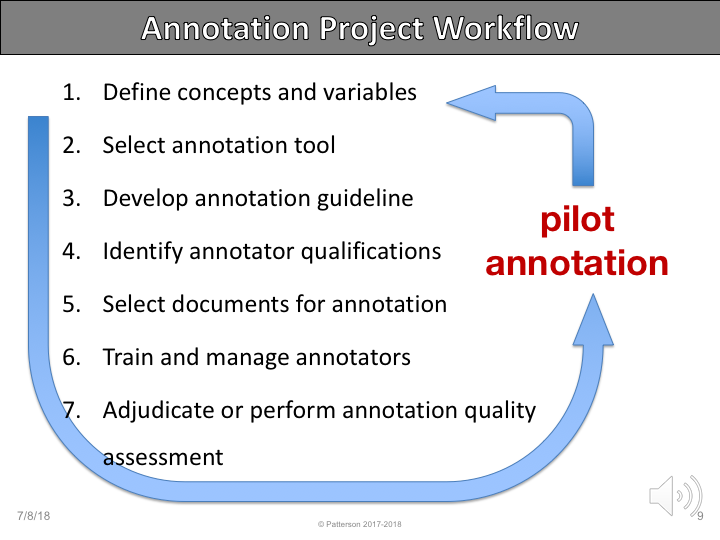 Annotation Project Workflow
1. Define concepts and variables
2. Select annotation tool
3. Develop annotation guideline
4. Identify annotator qualifications
5. Select documents for annotation
6. Train and manage annotators
7. Adjudicate or perform annotation quality
assessment
pilot
annotation
7/8/18
© Patterson 2017-2018
9